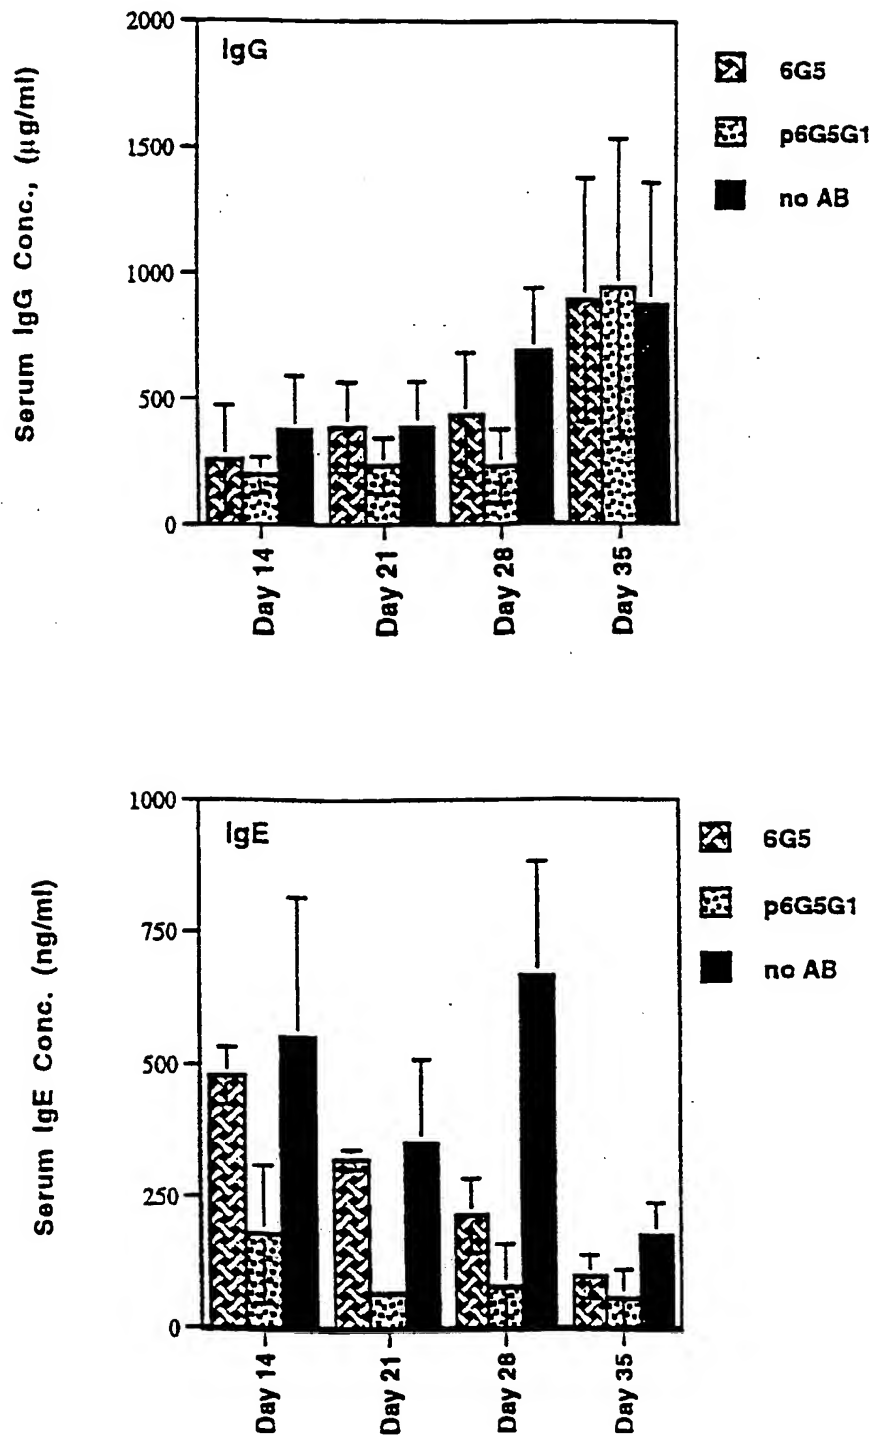 IgG
Serum IgG Conc., (µg/ml)
2000
1500
1000
500
0
Day 14
Day 21
Day 28
Day 35
6G5
p6G5G1
no AB
IgE
Serum IgE Conc. (ng/ml)
1000
750
500
250
0
Day 14
Day 21
Day 28
Day 35
6G5
p6G5G1
no AB